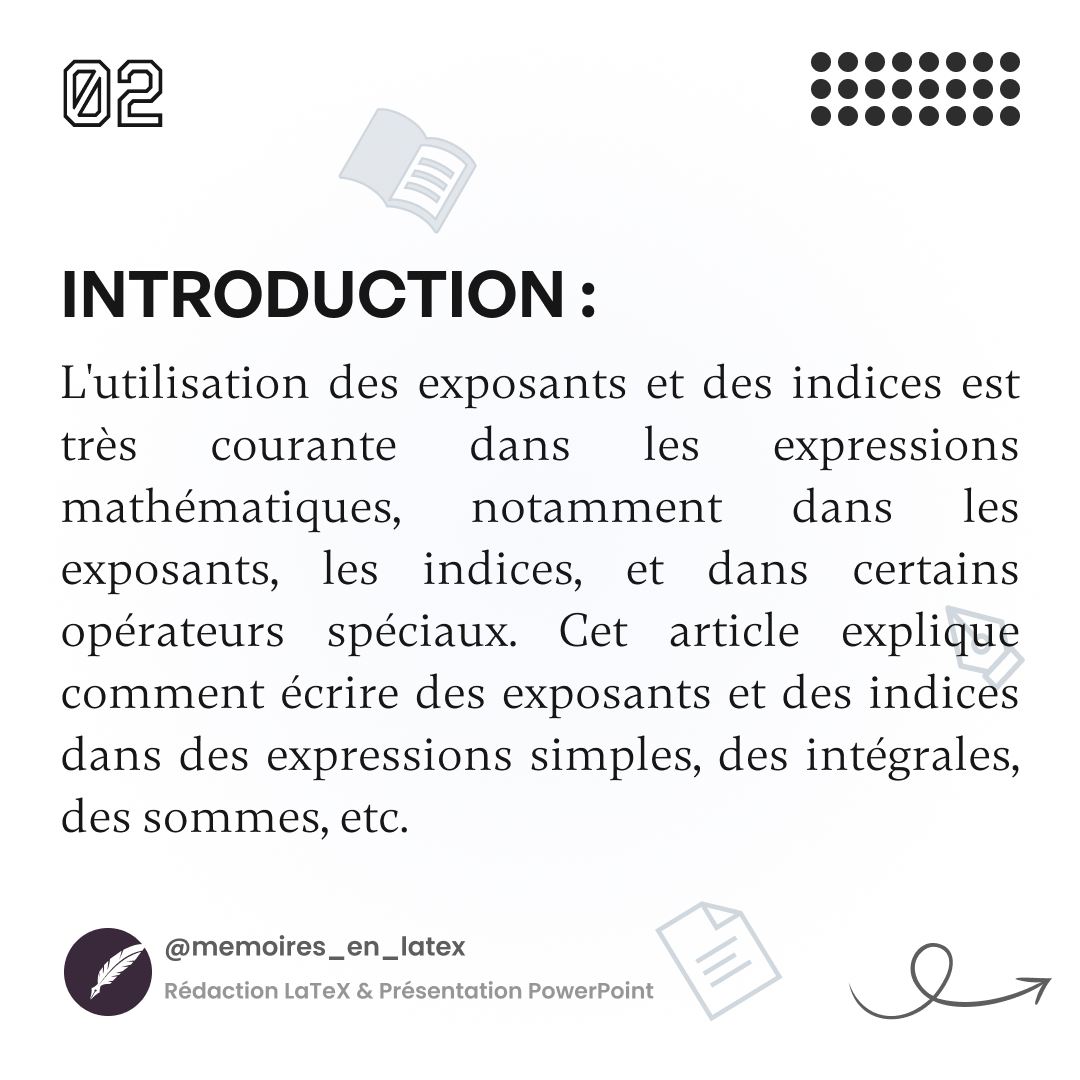 02
INTRODUCTION :
L'utilisation des exposants et des indices est
très courante dans les expressions
mathématiques, notamment dans les
exposants, les indices, et dans certains
opérateurs spéciaux. Cet article explique
comment écrire des exposants et des indices
dans des expressions simples, des intégrales,
des sommes, etc.
@memoires_en_latex
Rédaction LaTeX & Présentation PowerPoint